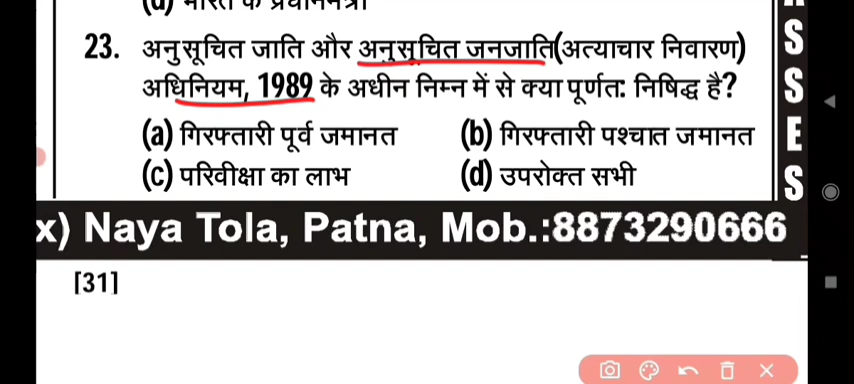 23. अनुसूचित जाति और अनुसूचित जनजाति(अत्याचार निवारण)
अधिनियम, 1989 के अधीन निम्न में से क्या पूर्णत: निषिद्ध है?
(a) गिरफ्तारी पूर्व जमानत (b) गिरफ्तारी पश्चात जमानत
(c) परिवीक्षा का लाभ (d) उपरोक्त सभी
x) Naya Tola, Patna, Mob.:8873290666
[31]
S
S
E
S